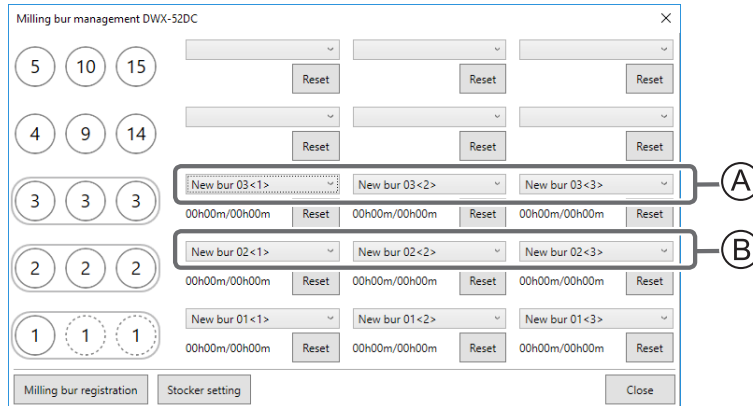 Milling bur management DWX-52DC
5 10 15
Reset Reset Reset
4 9 14
Reset Reset Reset
New bur 03<1> New bur 03<2> New bur 03<3> A
3 3 3
00h00m/00h00m Reset 00h00m/00h00m Reset 00h00m/00h00m Reset
New bur 02<1> New bur 02<2> New bur 02<3> B
2 2 2
00h00m/00h00m Reset 00h00m/00h00m Reset 00h00m/00h00m Reset
New bur 01<1> New bur 01<2> New bur 01<3>
1 1 1
00h00m/00h00m Reset 00h00m/00h00m Reset 00h00m/00h00m Reset
Milling bur registration Stocker setting Close